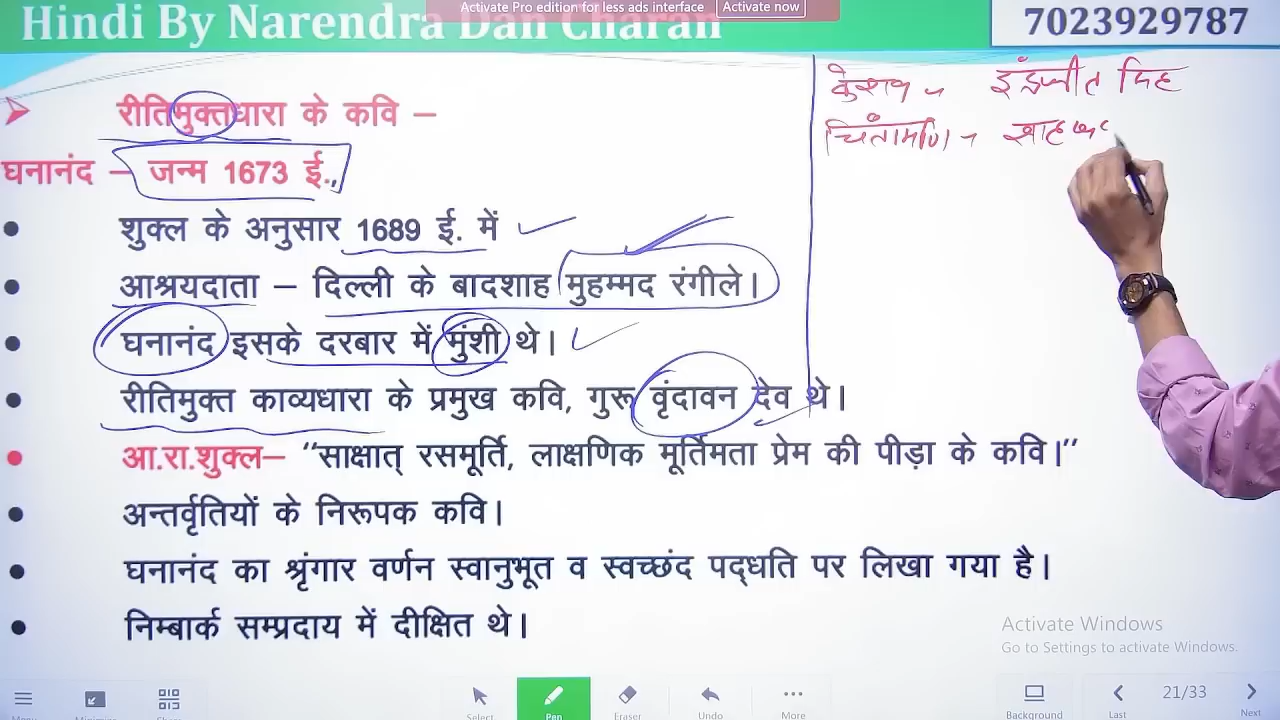 Activate Pro edition for less ads interface Activate now
Hindi By Narendra Dan Charan
7023929787
केशव - इंद्रजीत सिंह
चिंतामणि - शाह
रीतिमुक्तधारा के कवि –
घनानंद – जन्म 1673 ई.,
शुक्ल के अनुसार 1689 ई. में
आश्रयदाता – दिल्ली के बादशाह मुहम्मद रंगीले।
घनानंद इसके दरबार में मुंशी थे।
रीतिमुक्त काव्यधारा के प्रमुख कवि, गुरू वृंदावन देव थे।
आ.रा.शुक्ल– “साक्षात् रसमूर्ति, लाक्षणिक मूर्तिमता प्रेम की पीड़ा के कवि।”
अन्तर्वृतियों के निरूपक कवि।
घनानंद का श्रृंगार वर्णन स्वानुभूत व स्वच्छंद पद्धति पर लिखा गया है।
निम्बार्क सम्प्रदाय में दीक्षित थे।
Activate Windows
Go to Settings to activate Windows.
Menu Minimize Share Select Pen Eraser Undo More Background Last 21/33 Next